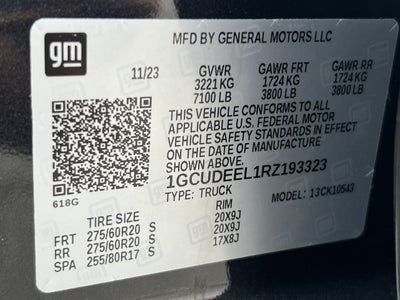 gm
MFD BY GENERAL MOTORS LLC
11/23 GVWR GAWR FRT GAWR RR
3221 KG 1724 KG 1724 KG
7100 LB 3800 LB 3800 LB
THIS VEHICLE CONFORMS TO ALL
APPLICABLE U.S. FEDERAL MOTOR
VEHICLE SAFETY STANDARDS IN EFFECT
ON THE DATE OF MANUFACTURE
SHOWN ABOVE.
1GCUDEEL1RZ193323
618G TYPE: TRUCK MODEL: 13CK10543
TIRE SIZE RIM
FRT 275/60R20 S 20X9J
RR 275/60R20 S 20X9J
SPA 255/80R17 S 17X8J